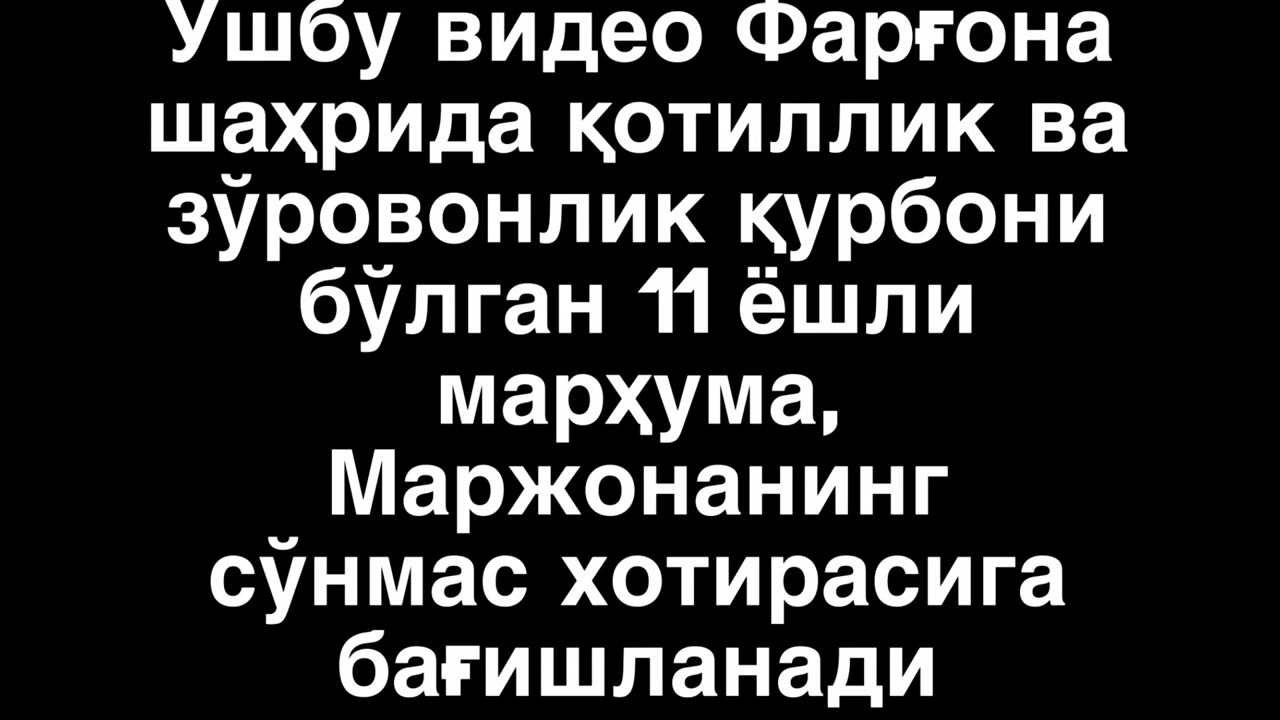 Ушбу видео Фарғона
шаҳрида қотиллик ва
зўровонлик қурбони
бўлган 11 ёшли
марҳума,
Маржонанинг
сўнмас хотирасига
бағишланади